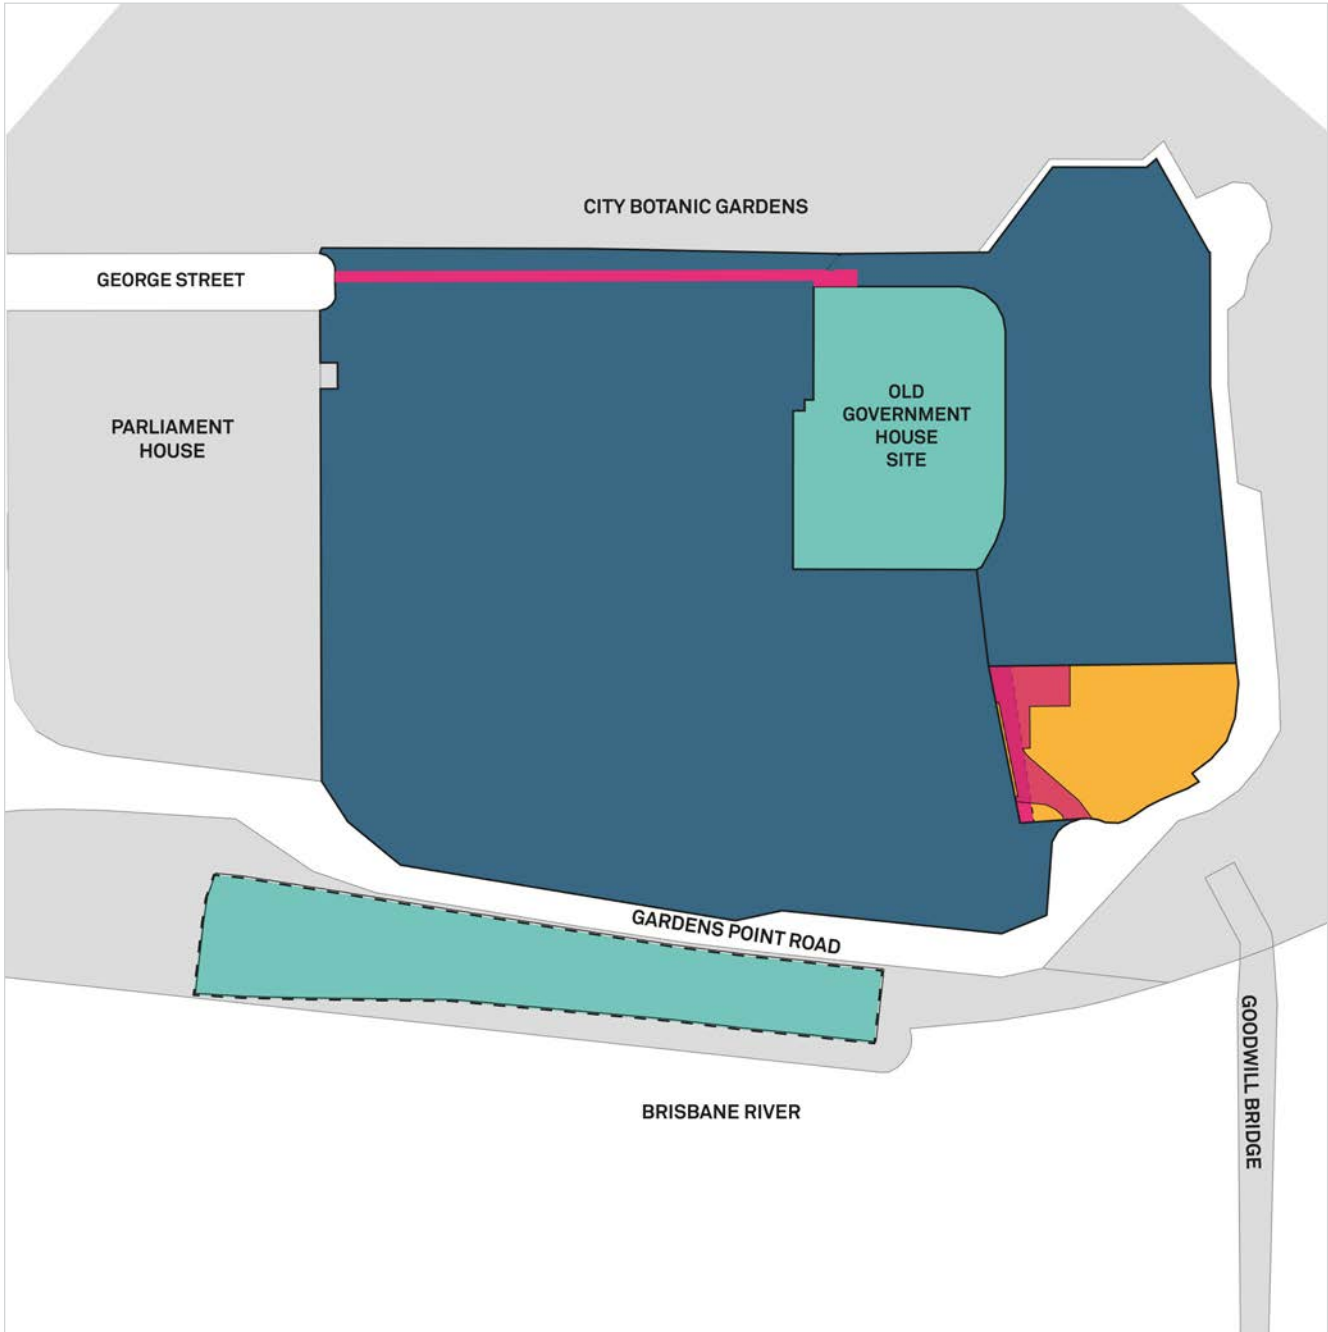 CITY BOTANIC GARDENS
GEORGE STREET
PARLIAMENT
HOUSE
OLD
GOVERNMENT
HOUSE
SITE
GARDENS POINT ROAD
GOODWILL BRIDGE
BRISBANE RIVER